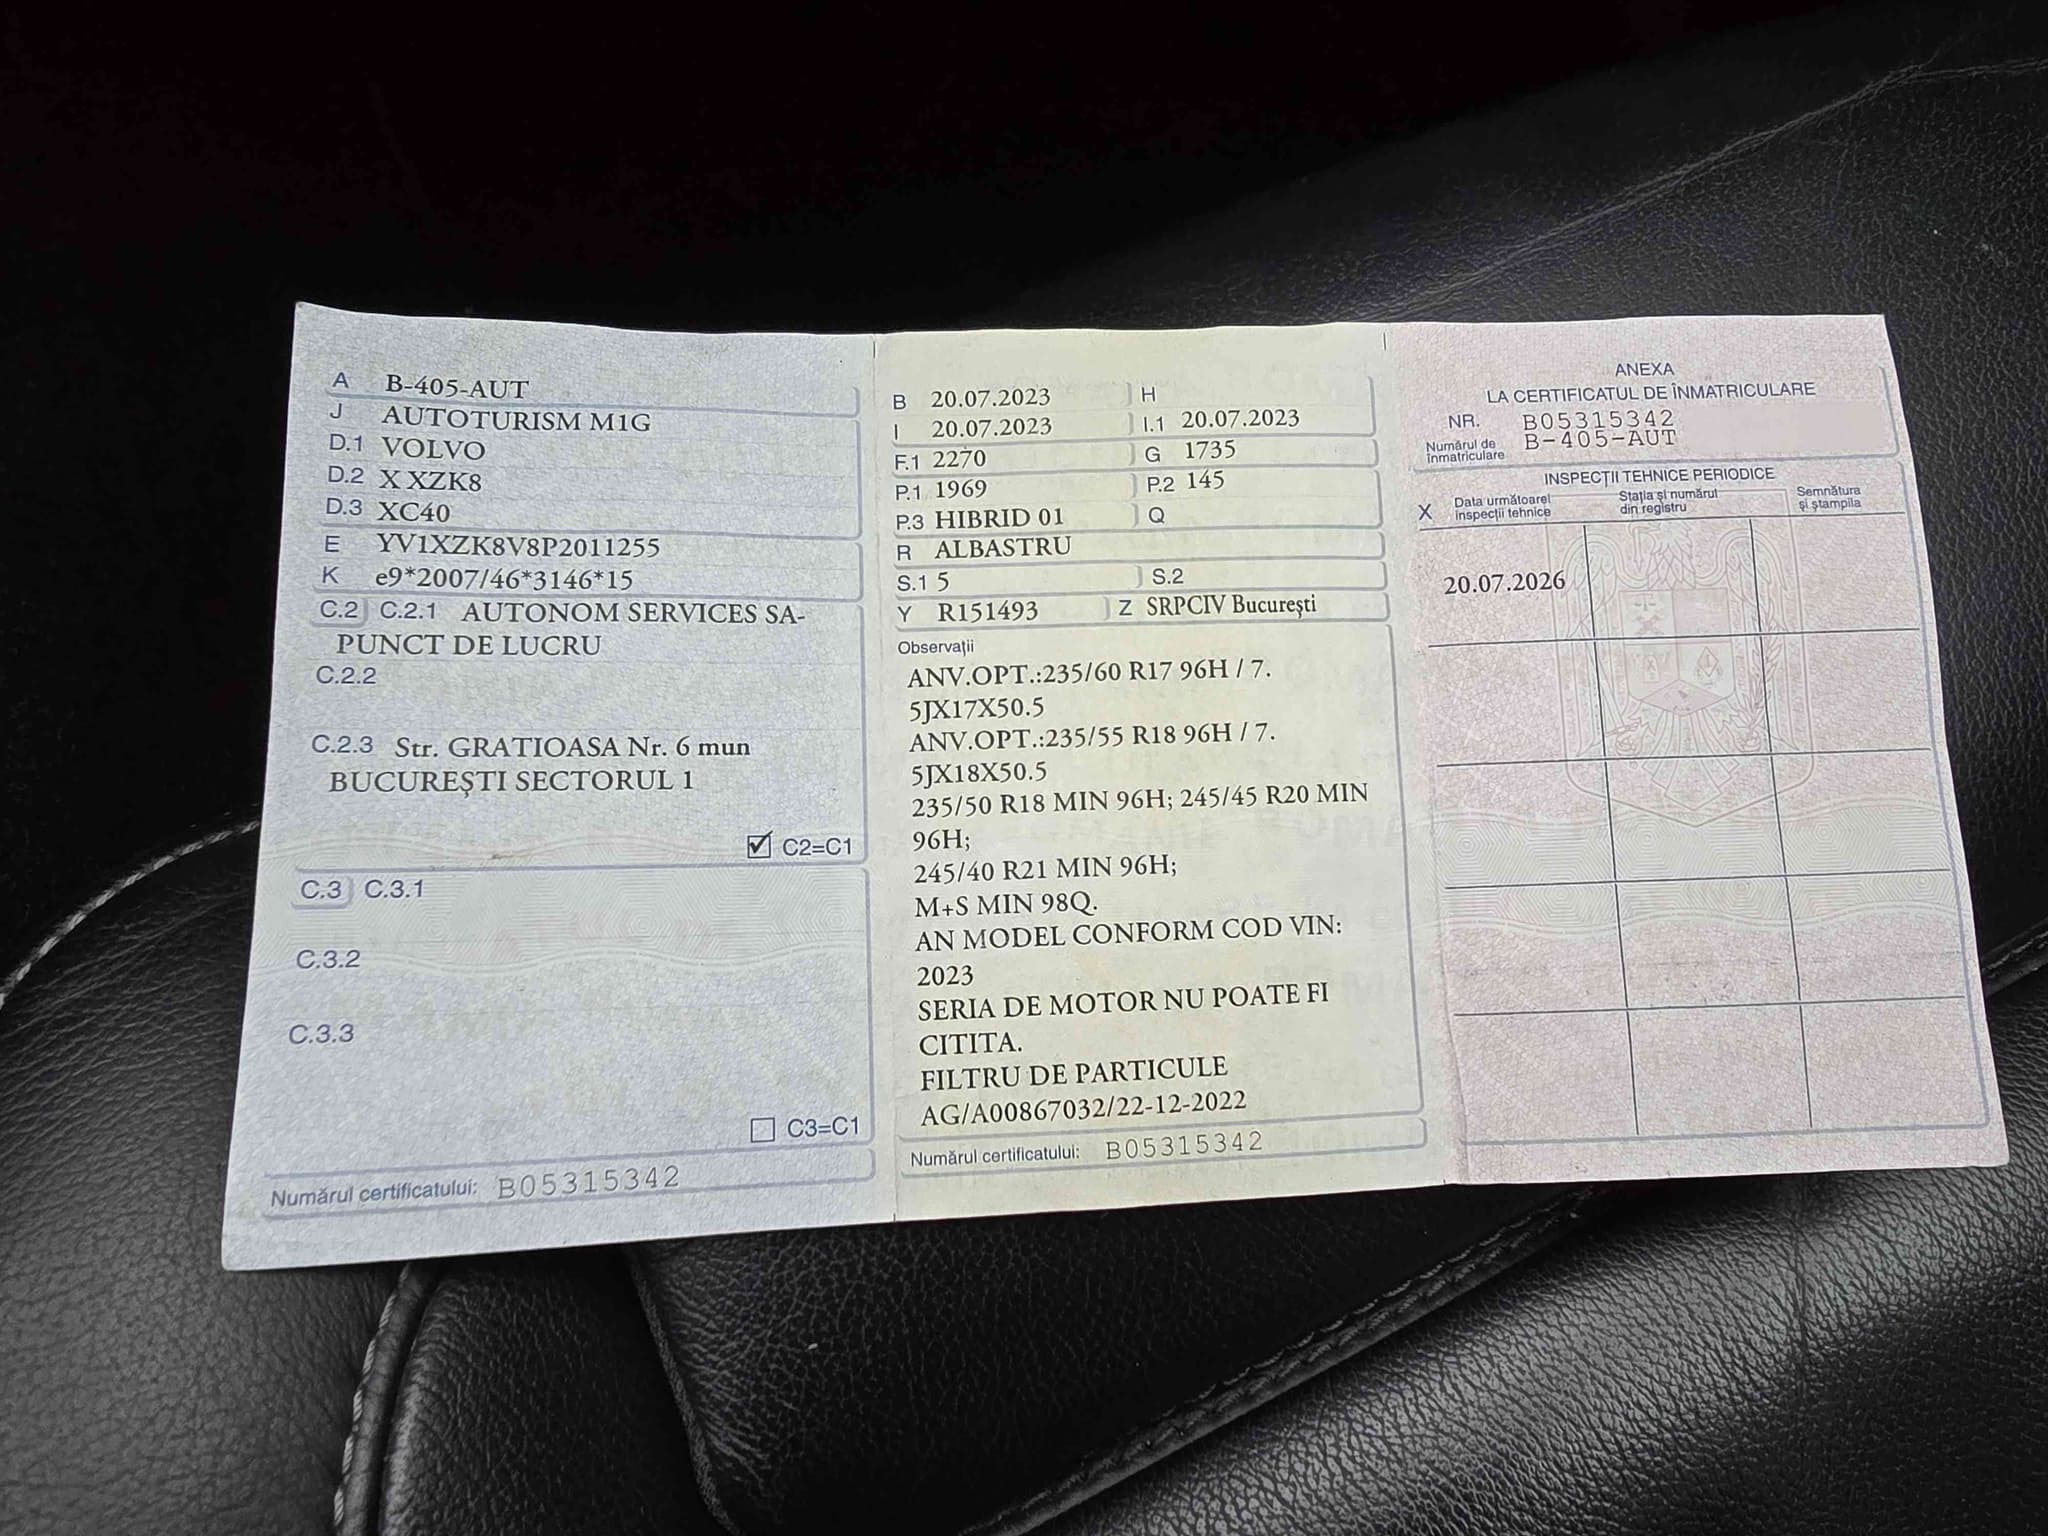 A B-405-AUT
J AUTOTURISM M1G
D.1 VOLVO
D.2 X XZK8
D.3 XC40
E YV1XZK8V8P2011255
K e9*2007/46*3146*15
C.2 C.2.1 AUTONOM SERVICES SA-
PUNCT DE LUCRU
C.2.2
C.2.3 Str. GRATIOASA Nr. 6 mun
BUCUREŞTI SECTORUL 1
C2=C1
C.3 C.3.1
C.3.2
C.3.3
C3=C1
Numărul certificatului: B05315342
B 20.07.2023 H
I 20.07.2023 I.1 20.07.2023
F.1 2270 G 1735
P.1 1969 P.2 145
P.3 HIBRID 01 Q
R ALBASTRU
S.1 5 S.2
Y R151493 Z SRPCIV Bucureşti
Observaţii
ANV.OPT.:235/60 R17 96H / 7.
5JX17X50.5
ANV.OPT.:235/55 R18 96H / 7.
5JX18X50.5
235/50 R18 MIN 96H; 245/45 R20 MIN
96H;
245/40 R21 MIN 96H;
M+S MIN 98Q.
AN MODEL CONFORM COD VIN:
2023
SERIA DE MOTOR NU POATE FI
CITITA.
FILTRU DE PARTICULE
AG/A00867032/22-12-2022
Numărul certificatului: B05315342
ANEXA
LA CERTIFICATUL DE ÎNMATRICULARE
NR. B05315342
Numărul de
înmatriculare B-405-AUT
INSPECŢII TEHNICE PERIODICE
X Data următoarei
inspecţii tehnice
Staţia şi numărul
din registru
Semnătura
şi ştampila
20.07.2026